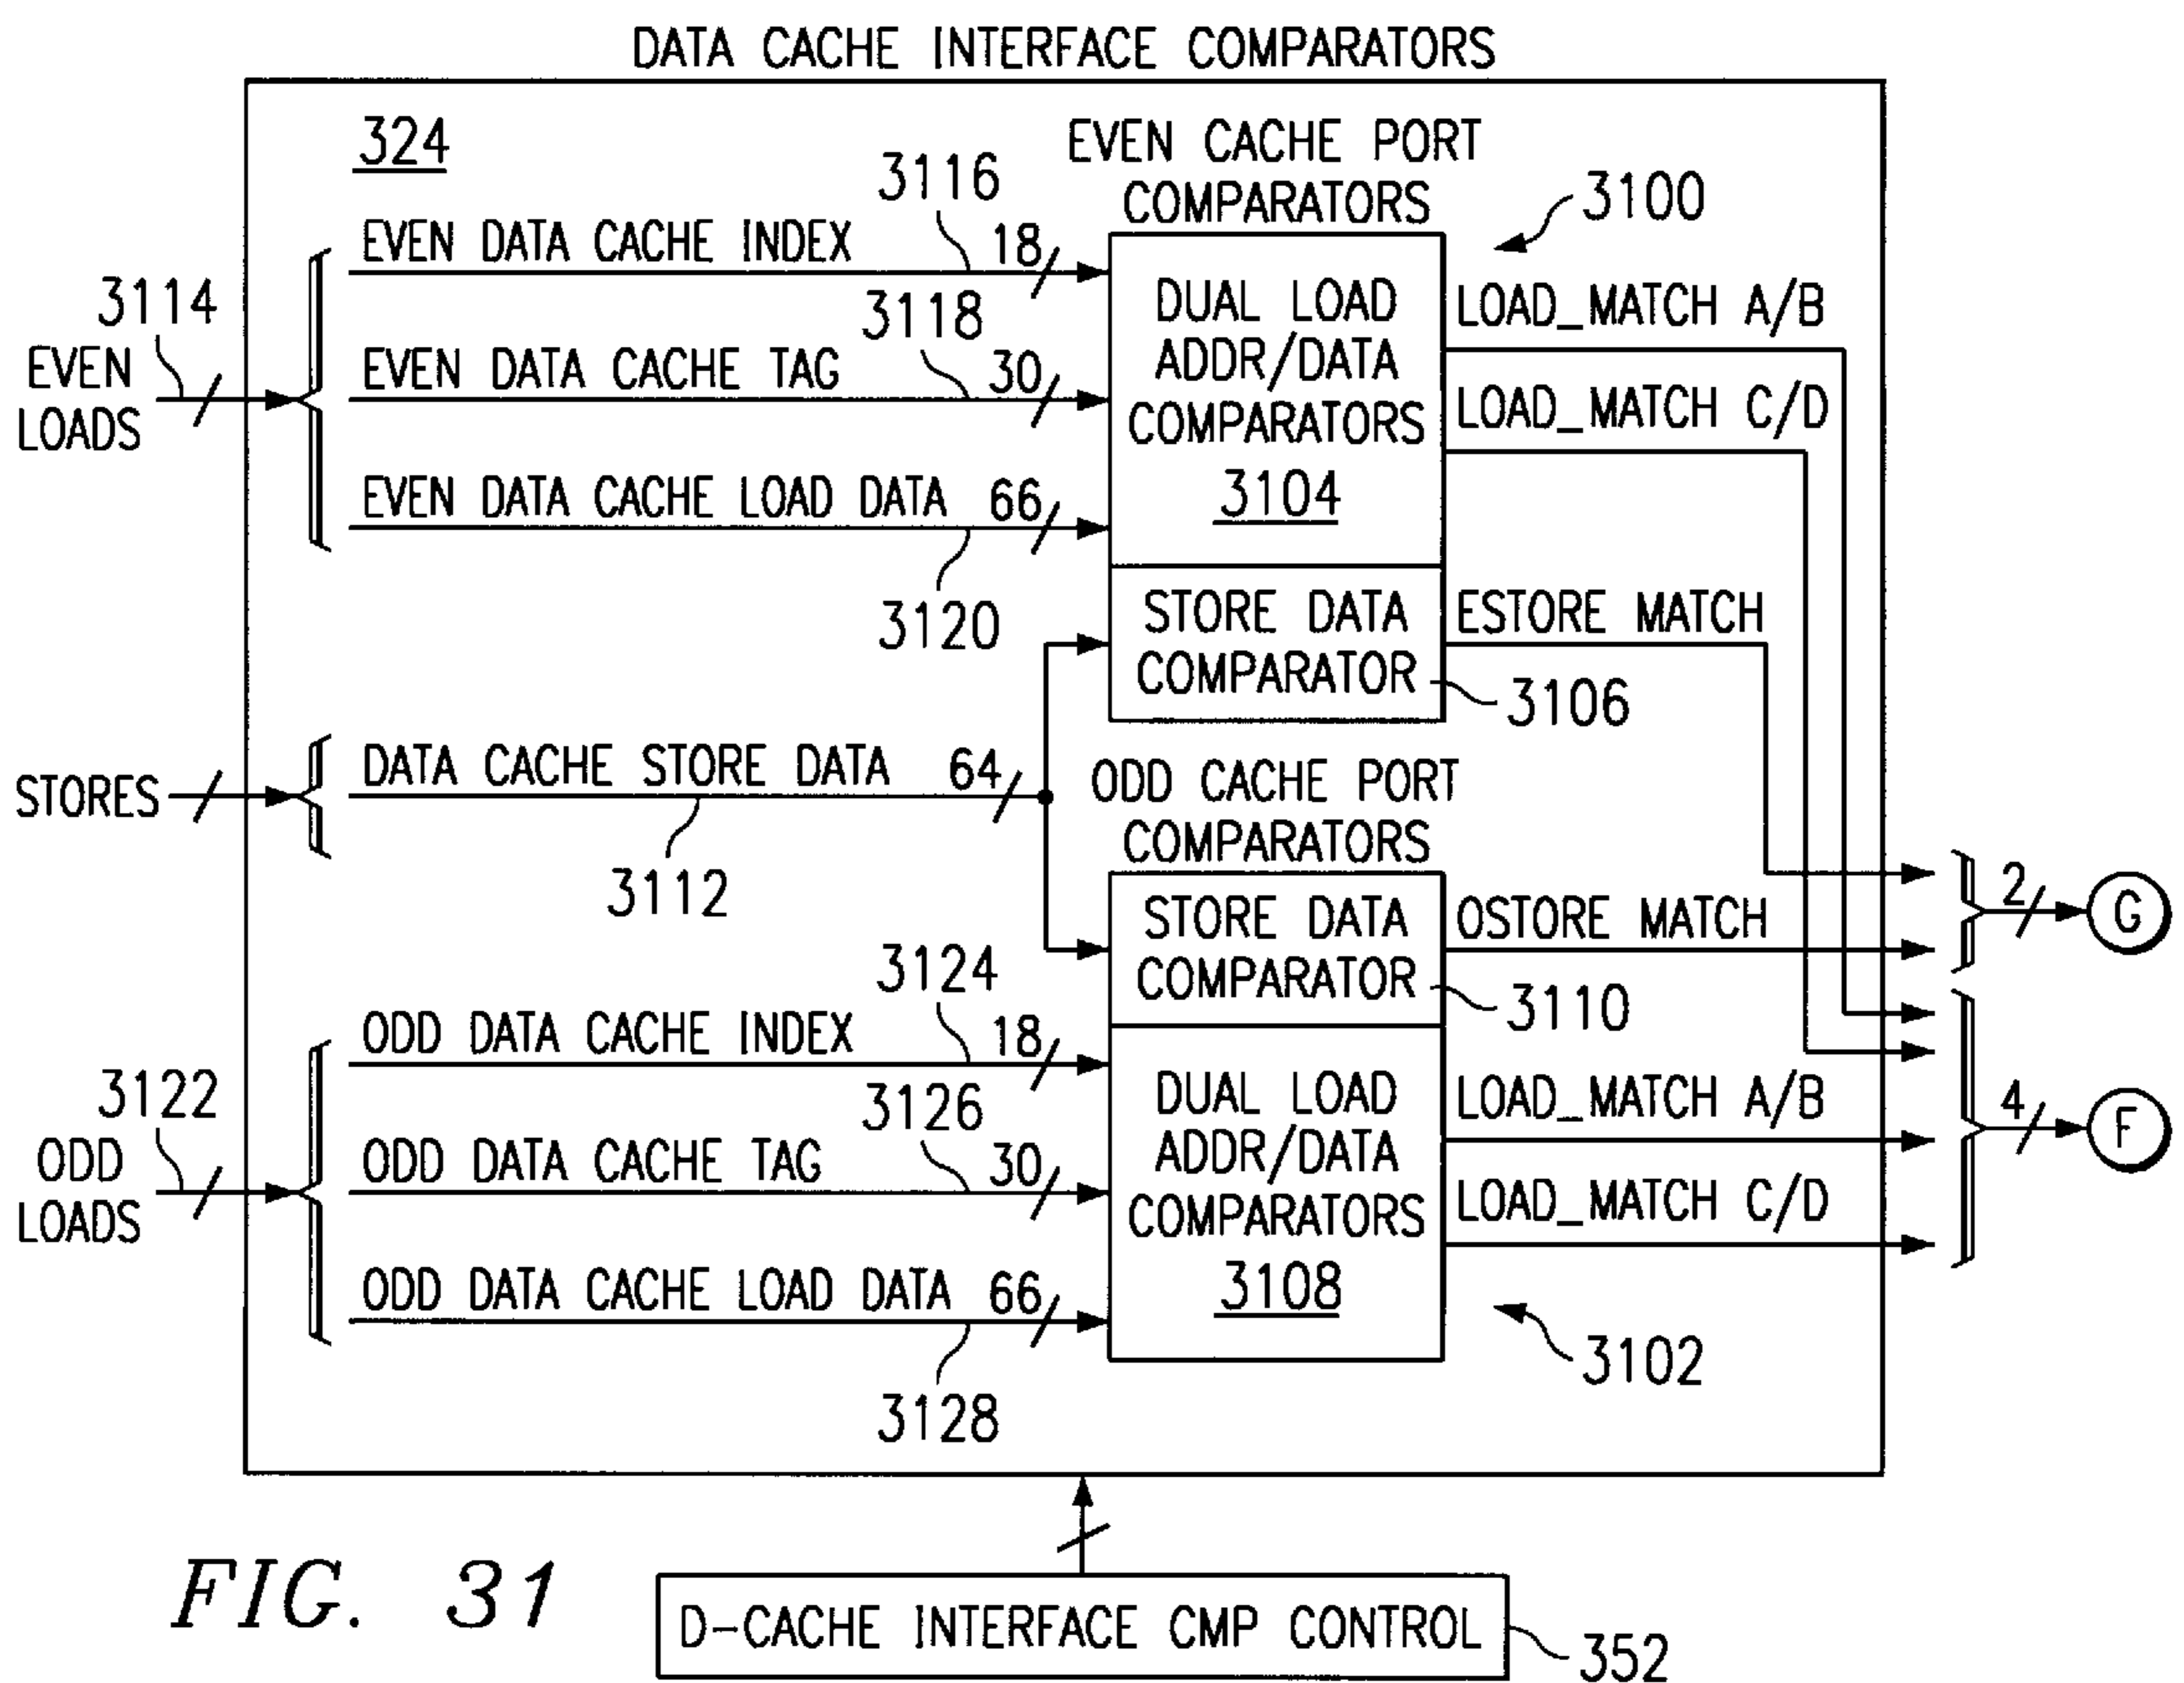 DATA CACHE INTERFACE COMPARATORS
324
EVEN CACHE PORT
COMPARATORS
3100
3114
EVEN
LOADS
EVEN DATA CACHE INDEX
3116
18
EVEN DATA CACHE TAG
3118
30
EVEN DATA CACHE LOAD DATA
66
3120
DUAL LOAD
ADDR/DATA
COMPARATORS
3104
LOAD_MATCH A/B
LOAD_MATCH C/D
STORE DATA
COMPARATOR
3106
ESTORE MATCH
STORES
DATA CACHE STORE DATA
64
3112
ODD CACHE PORT
COMPARATORS
STORE DATA
COMPARATOR
3110
OSTORE MATCH
2
G
3122
ODD
LOADS
ODD DATA CACHE INDEX
3124
18
ODD DATA CACHE TAG
3126
30
ODD DATA CACHE LOAD DATA
66
3128
DUAL LOAD
ADDR/DATA
COMPARATORS
3108
LOAD_MATCH A/B
LOAD_MATCH C/D
4
F
3102
D-CACHE INTERFACE CMP CONTROL
352
FIG. 31